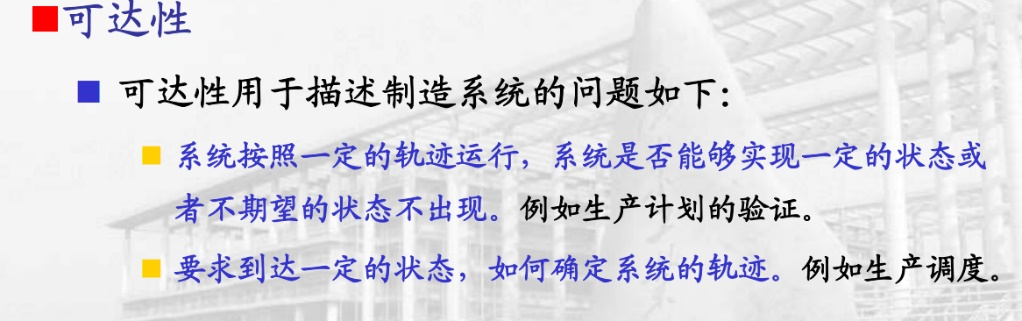 可达性
可达性用于描述制造系统的问题如下：
系统按照一定的轨迹运行，系统是否能够实现一定的状态或
者不期望的状态不出现。例如生产计划的验证。
要求到达一定的状态，如何确定系统的轨迹。例如生产调度。